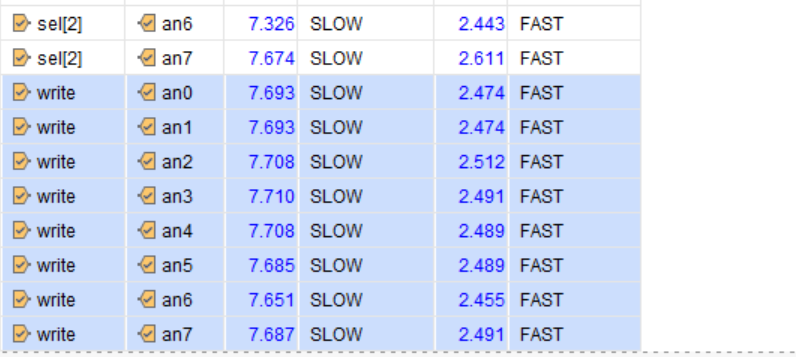 sel[2] an6 7.326 SLOW 2.443 FAST
sel[2] an7 7.674 SLOW 2.611 FAST
write an0 7.693 SLOW 2.474 FAST
write an1 7.693 SLOW 2.474 FAST
write an2 7.708 SLOW 2.512 FAST
write an3 7.710 SLOW 2.491 FAST
write an4 7.708 SLOW 2.489 FAST
write an5 7.685 SLOW 2.489 FAST
write an6 7.651 SLOW 2.455 FAST
write an7 7.687 SLOW 2.491 FAST